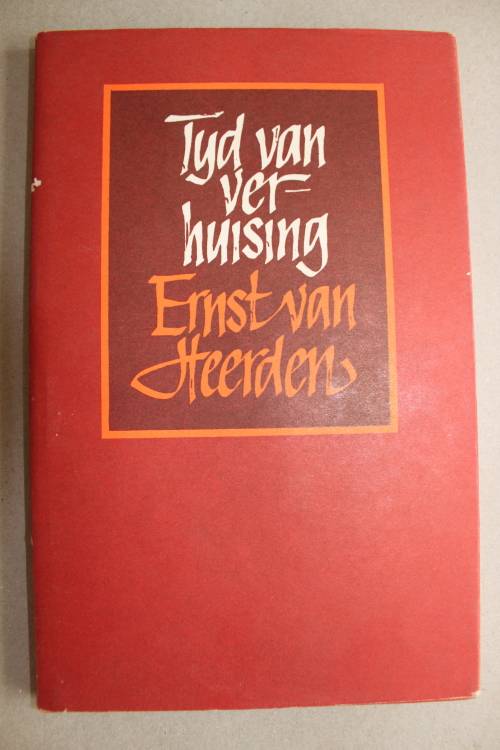 Tyd van
ver-
huising
Ernst van
Heerden